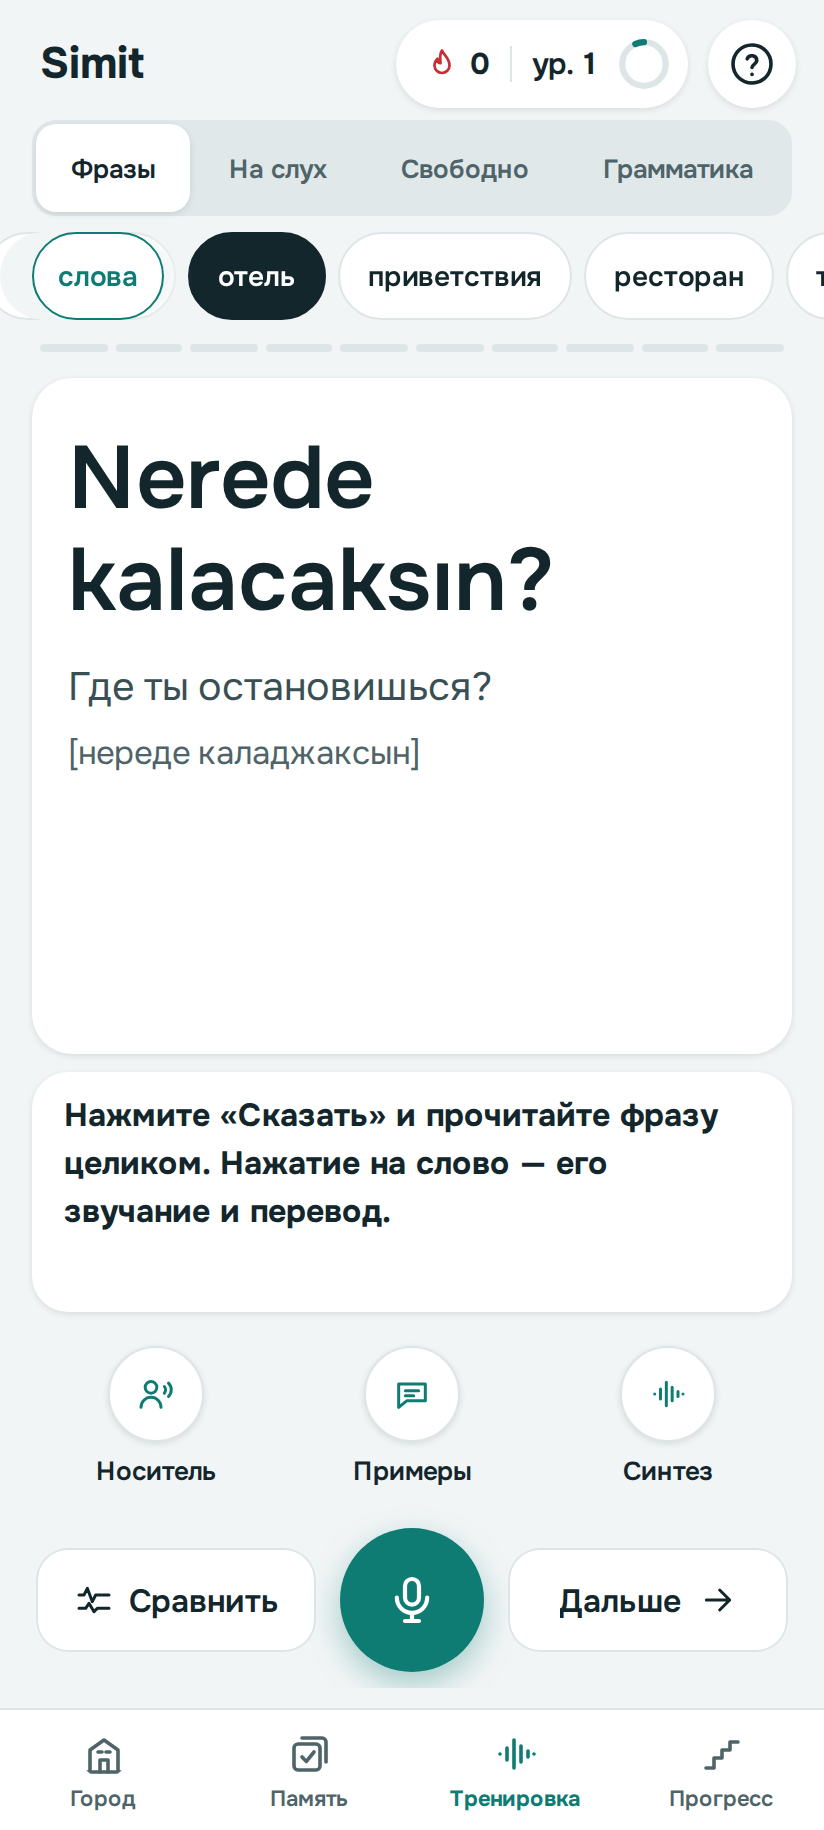 Simit
0
ур. 1
Фразы
На слух
Свободно
Грамматика
слова
отель
приветствия
ресторан
Nerede
kalacaksın?
Где ты остановишься?
[нереде каладжаксын]
Нажмите «Сказать» и прочитайте фразу
целиком. Нажатие на слово — его
звучание и перевод.
Носитель
Примеры
Синтез
Сравнить
Дальше
Город
Память
Тренировка
Прогресс